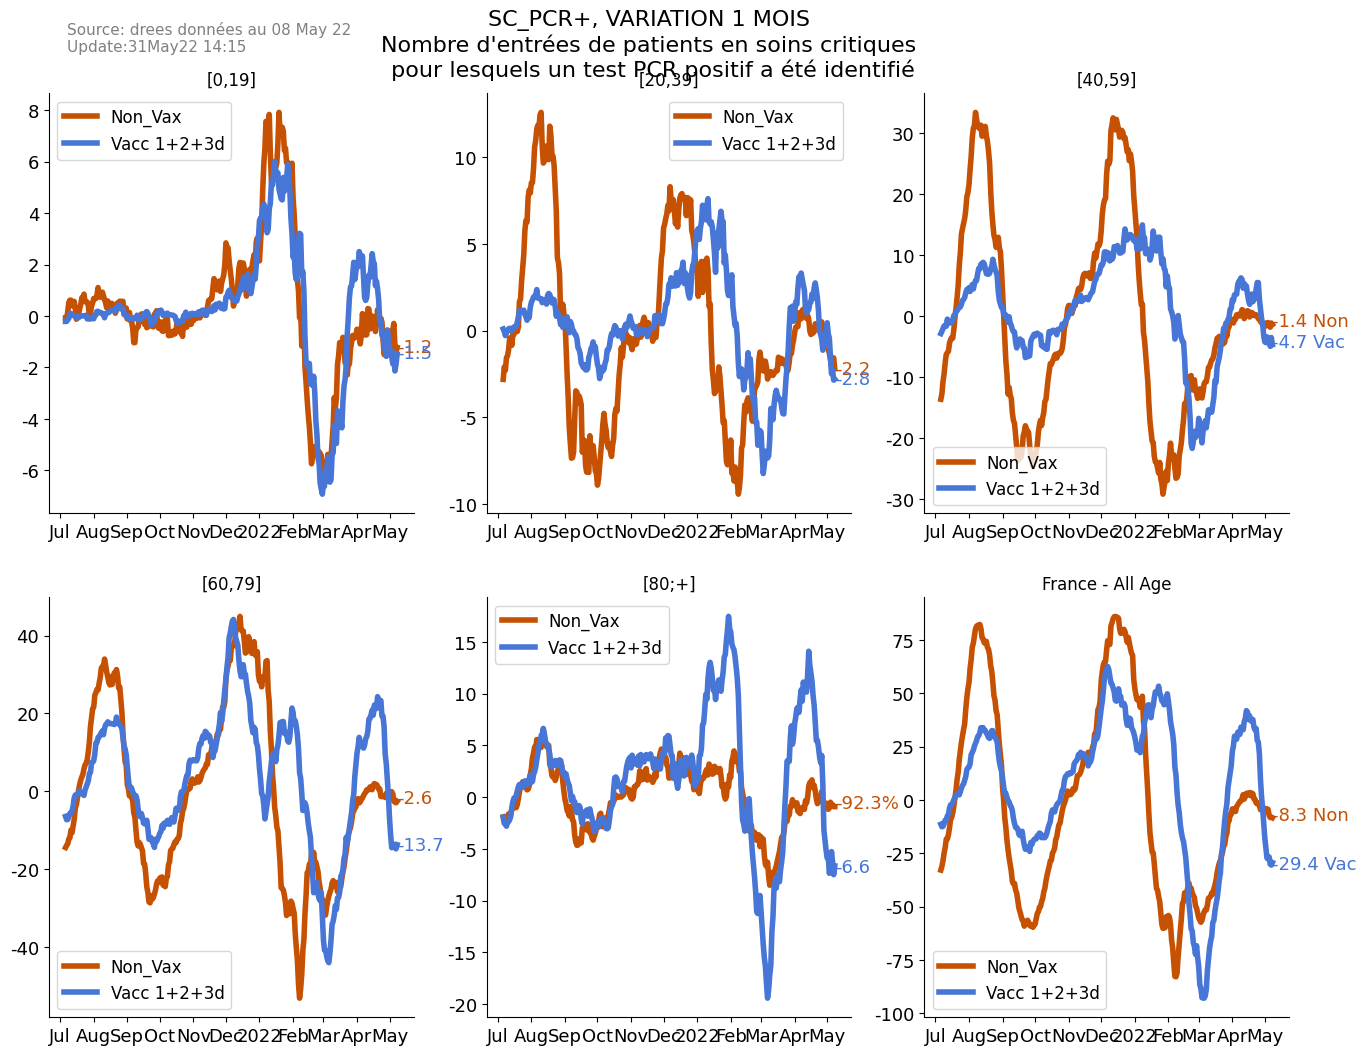 Source: drees données au 08 May 22
Update:31May22 14:15
SC_PCR+, VARIATION 1 MOIS
Nombre d'entrées de patients en soins critiques
pour lesquels un test PCR positif a été identifié
[0,19]
Non_Vax
Vacc 1+2+3d
8
6
4
2
0
-2
-4
-6
-1.2
-1.5
Jul Aug Sep Oct Nov Dec 2022 Feb Mar Apr May
[20,39]
Non_Vax
Vacc 1+2+3d
10
5
0
-5
-10
-2.2
-2.8
Jul Aug Sep Oct Nov Dec 2022 Feb Mar Apr May
[40,59]
30
20
10
0
-10
-20
-30
-1.4 Non
-4.7 Vac
Non_Vax
Vacc 1+2+3d
Jul Aug Sep Oct Nov Dec 2022 Feb Mar Apr May
[60,79]
40
20
0
-20
-40
-2.6
-13.7
Non_Vax
Vacc 1+2+3d
Jul Aug Sep Oct Nov Dec 2022 Feb Mar Apr May
[80;+]
Non_Vax
Vacc 1+2+3d
15
10
5
0
-5
-10
-15
-20
-92.3%
-6.6
Jul Aug Sep Oct Nov Dec 2022 Feb Mar Apr May
France - All Age
75
50
25
0
-25
-50
-75
-100
-8.3 Non
-29.4 Vac
Non_Vax
Vacc 1+2+3d
Jul Aug Sep Oct Nov Dec 2022 Feb Mar Apr May